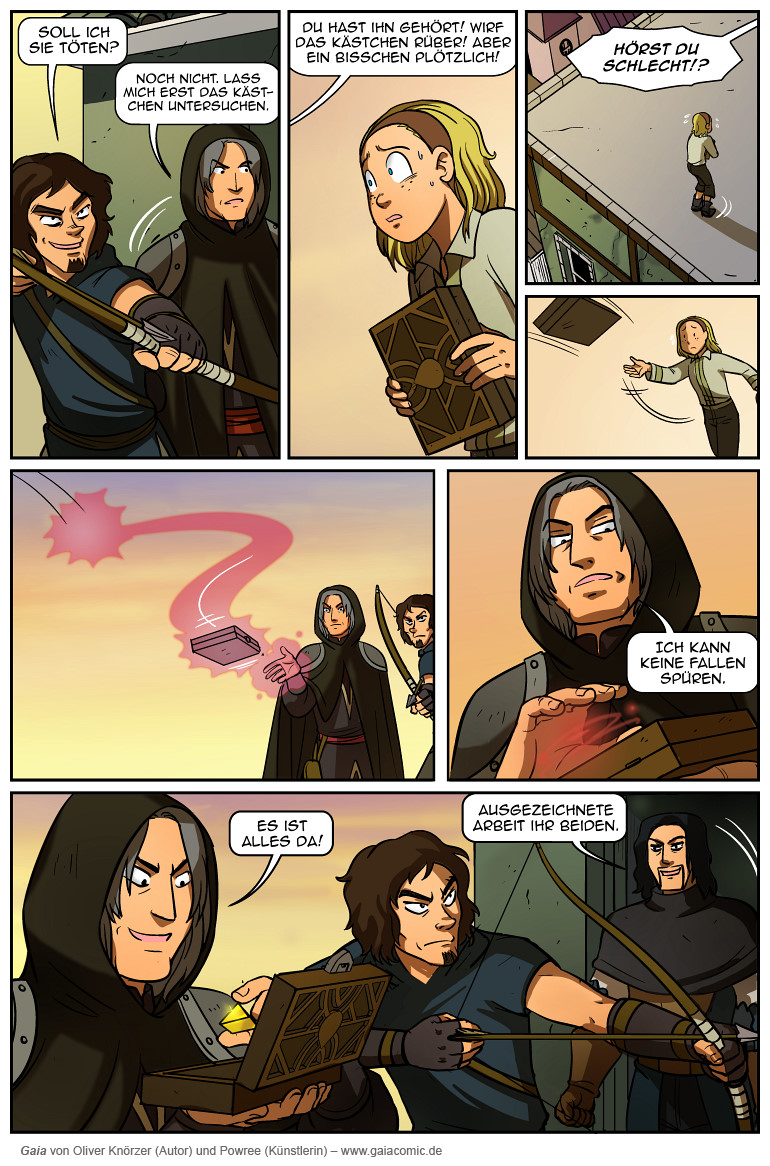 SOLL ICH
SIE TÖTEN?
NOCH NICHT. LASS
MICH ERST DAS KÄST-
CHEN UNTERSUCHEN.
DU HAST IHN GEHÖRT! WIRF
DAS KÄSTCHEN RÜBER! ABER
EIN BISSCHEN PLÖTZLICH!
HÖRST DU
SCHLECHT!?
ICH KANN
KEINE FALLEN
SPÜREN.
ES IST
ALLES DA!
AUSGEZEICHNETE
ARBEIT IHR BEIDEN.
Gaia von Oliver Knörzer (Autor) und Powree (Künstlerin) – www.gaiacomic.de